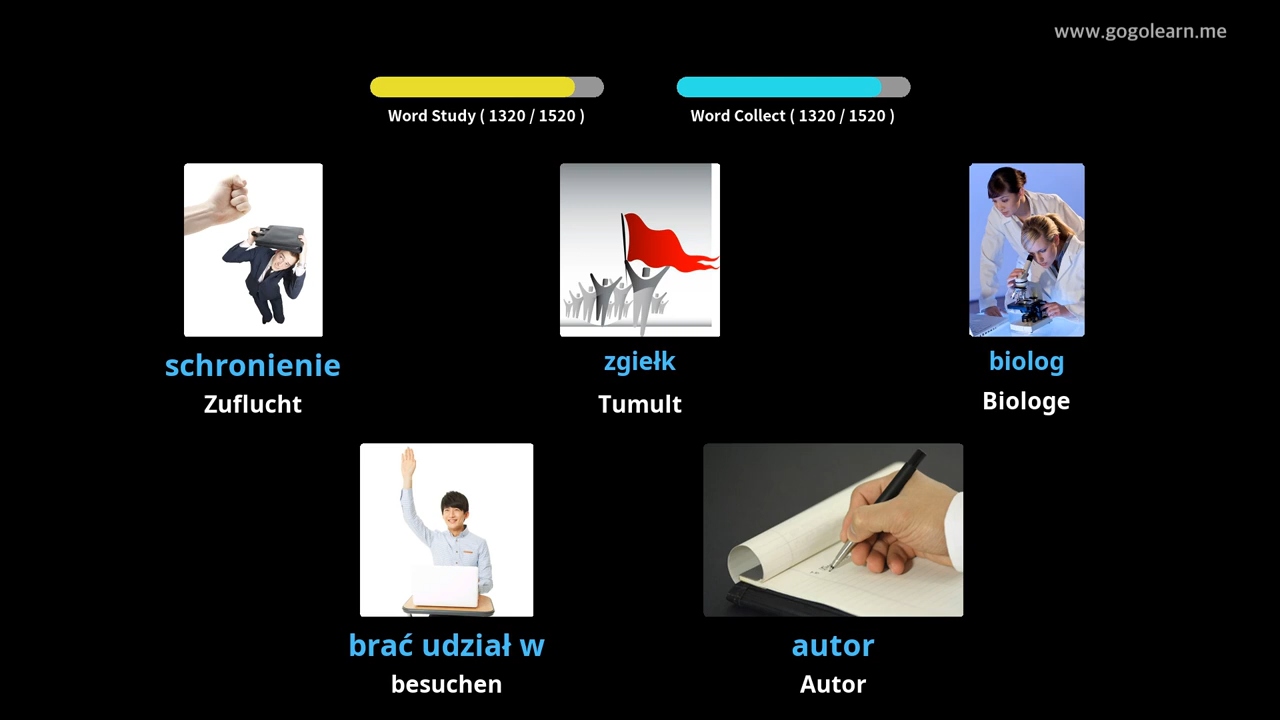 www.gogolearn.me
Word Study ( 1320 / 1520 )
Word Collect ( 1320 / 1520 )
schronienie
Zuflucht
zgiełk
Tumult
biolog
Biologe
brać udział w
besuchen
autor
Autor